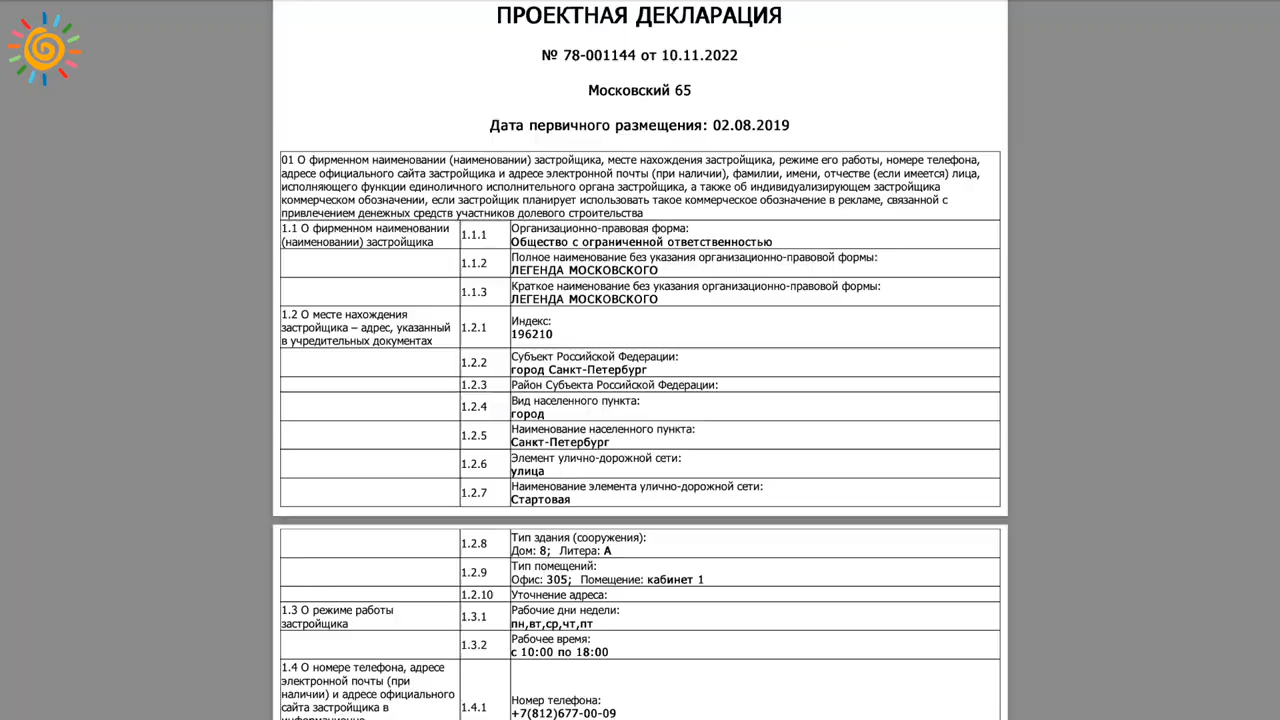 ПРОЕКТНАЯ ДЕКЛАРАЦИЯ
№ 78-001144 от 10.11.2022
Московский 65
Дата первичного размещения: 02.08.2019
01 О фирменном наименовании (наименовании) застройщика, месте нахождения застройщика, режиме его работы, номере телефона,
адресе официального сайта застройщика и адресе электронной почты (при наличии), фамилии, имени, отчестве (если имеется) лица,
исполняющего функции единоличного исполнительного органа застройщика, а также об индивидуализирующем застройщика
коммерческом обозначении, если застройщик планирует использовать такое коммерческое обозначение в рекламе, связанной с
привлечением денежных средств участников долевого строительства
1.1 О фирменном наименовании
(наименовании) застройщика
1.1.1
Организационно-правовая форма:
Общество с ограниченной ответственностью
1.1.2
Полное наименование без указания организационно-правовой формы:
ЛЕГЕНДА МОСКОВСКОГО
1.1.3
Краткое наименование без указания организационно-правовой формы:
ЛЕГЕНДА МОСКОВСКОГО
1.2 О месте нахождения
застройщика – адрес, указанный
в учредительных документах
1.2.1
Индекс:
196210
1.2.2
Субъект Российской Федерации:
город Санкт-Петербург
1.2.3
Район Субъекта Российской Федерации:
1.2.4
Вид населенного пункта:
город
1.2.5
Наименование населенного пункта:
Санкт-Петербург
1.2.6
Элемент улично-дорожной сети:
улица
1.2.7
Наименование элемента улично-дорожной сети:
Стартовая
1.2.8
Тип здания (сооружения):
Дом: 8; Литера: А
1.2.9
Тип помещений:
Офис: 305; Помещение: кабинет 1
1.2.10
Уточнение адреса:
1.3 О режиме работы
застройщика
1.3.1
Рабочие дни недели:
пн,вт,ср,чт,пт
1.3.2
Рабочее время:
с 10:00 по 18:00
1.4 О номере телефона, адресе
электронной почты (при
наличии) и адресе официального
сайта застройщика в
1.4.1
Номер телефона:
+7(812)677-00-09